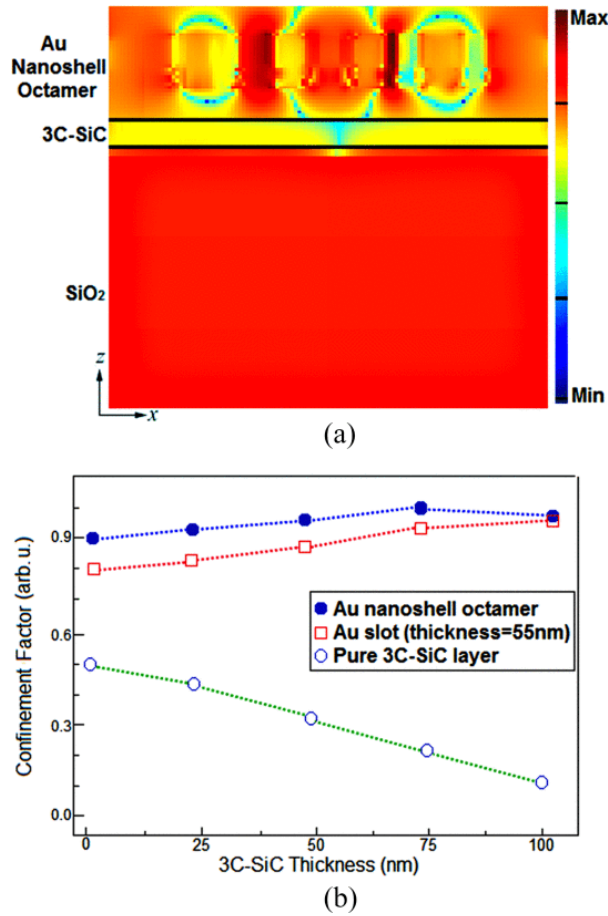 Max
Au
Nanoshell
Octamer
3C-SiC
SiO₂
z
x
Min
(a)
Confinement Factor (arb. u.)
0.9
0.6
0.3
0.0
Au nanoshell octamer
Au slot (thickness=55nm)
Pure 3C-SiC layer
0 25 50 75 100
3C-SiC Thickness (nm)
(b)